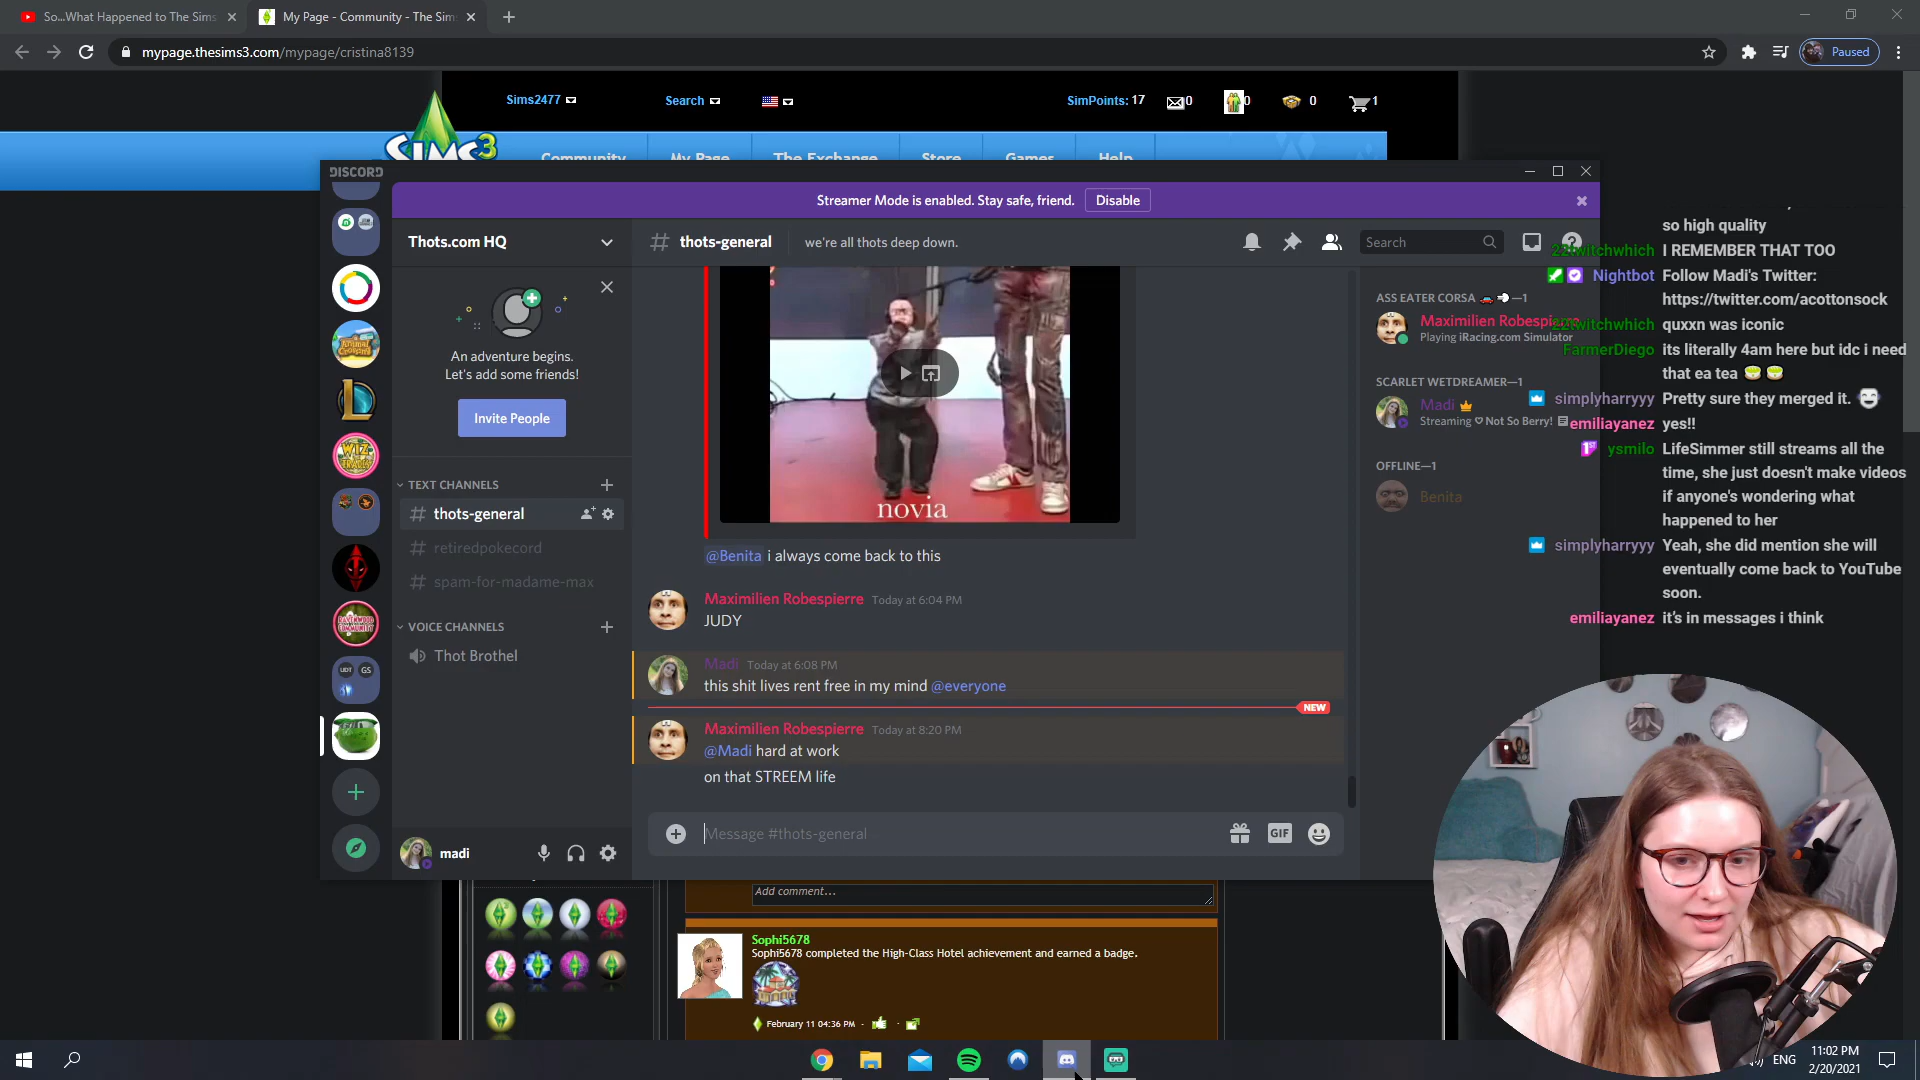 So...What Happened to The Sims
My Page - Community - The Sim
mypage.thesims3.com/mypage/cristina8139
Paused
Sims2477
Search
SimPoints: 17
0
0
0
1
SIMS3
Community
My Page
The Exchange
Store
Games
Help
DISCORD
Streamer Mode is enabled. Stay safe, friend.
Disable
Thots.com HQ
thots-general
we're all thots deep down.
Search
An adventure begins.
Let's add some friends!
Invite People
TEXT CHANNELS
thots-general
retiredpokecord
spam-for-madame-max
VOICE CHANNELS
Thot Brothel
madi
novia
@Benita i always come back to this
Maximilien Robespierre Today at 6:04 PM
JUDY
Madi Today at 6:08 PM
this shit lives rent free in my mind @everyone
NEW
Maximilien Robespierre Today at 8:20 PM
@Madi hard at work
on that STREEM life
Message #thots-general
GIF
ASS EATER CORSA 🚗 💨—1
Maximilien Robespierre
Playing iRacing.com Simulator
SCARLET WETDREAMER—1
Madi
Streaming ♡ Not So Berry!
OFFLINE—1
Benita
so high quality
22twitchwhich I REMEMBER THAT TOO
Nightbot Follow Madi's Twitter:
https://twitter.com/acottonsock
22twitchwhich quxxn was iconic
FarmerDiego its literally 4am here but idc i need
that ea tea 🍵 🍵
simplyharryyy Pretty sure they merged it.
emiliayanez yes!!
ysmilo LifeSimmer still streams all the
time, she just doesn't make videos
if anyone's wondering what
happened to her
simplyharryyy Yeah, she did mention she will
eventually come back to YouTube
soon.
emiliayanez it's in messages i think
Add comment...
Sophi5678
Sophi5678 completed the High-Class Hotel achievement and earned a badge.
February 11 04:36 PM
ENG
11:02 PM
2/20/2021